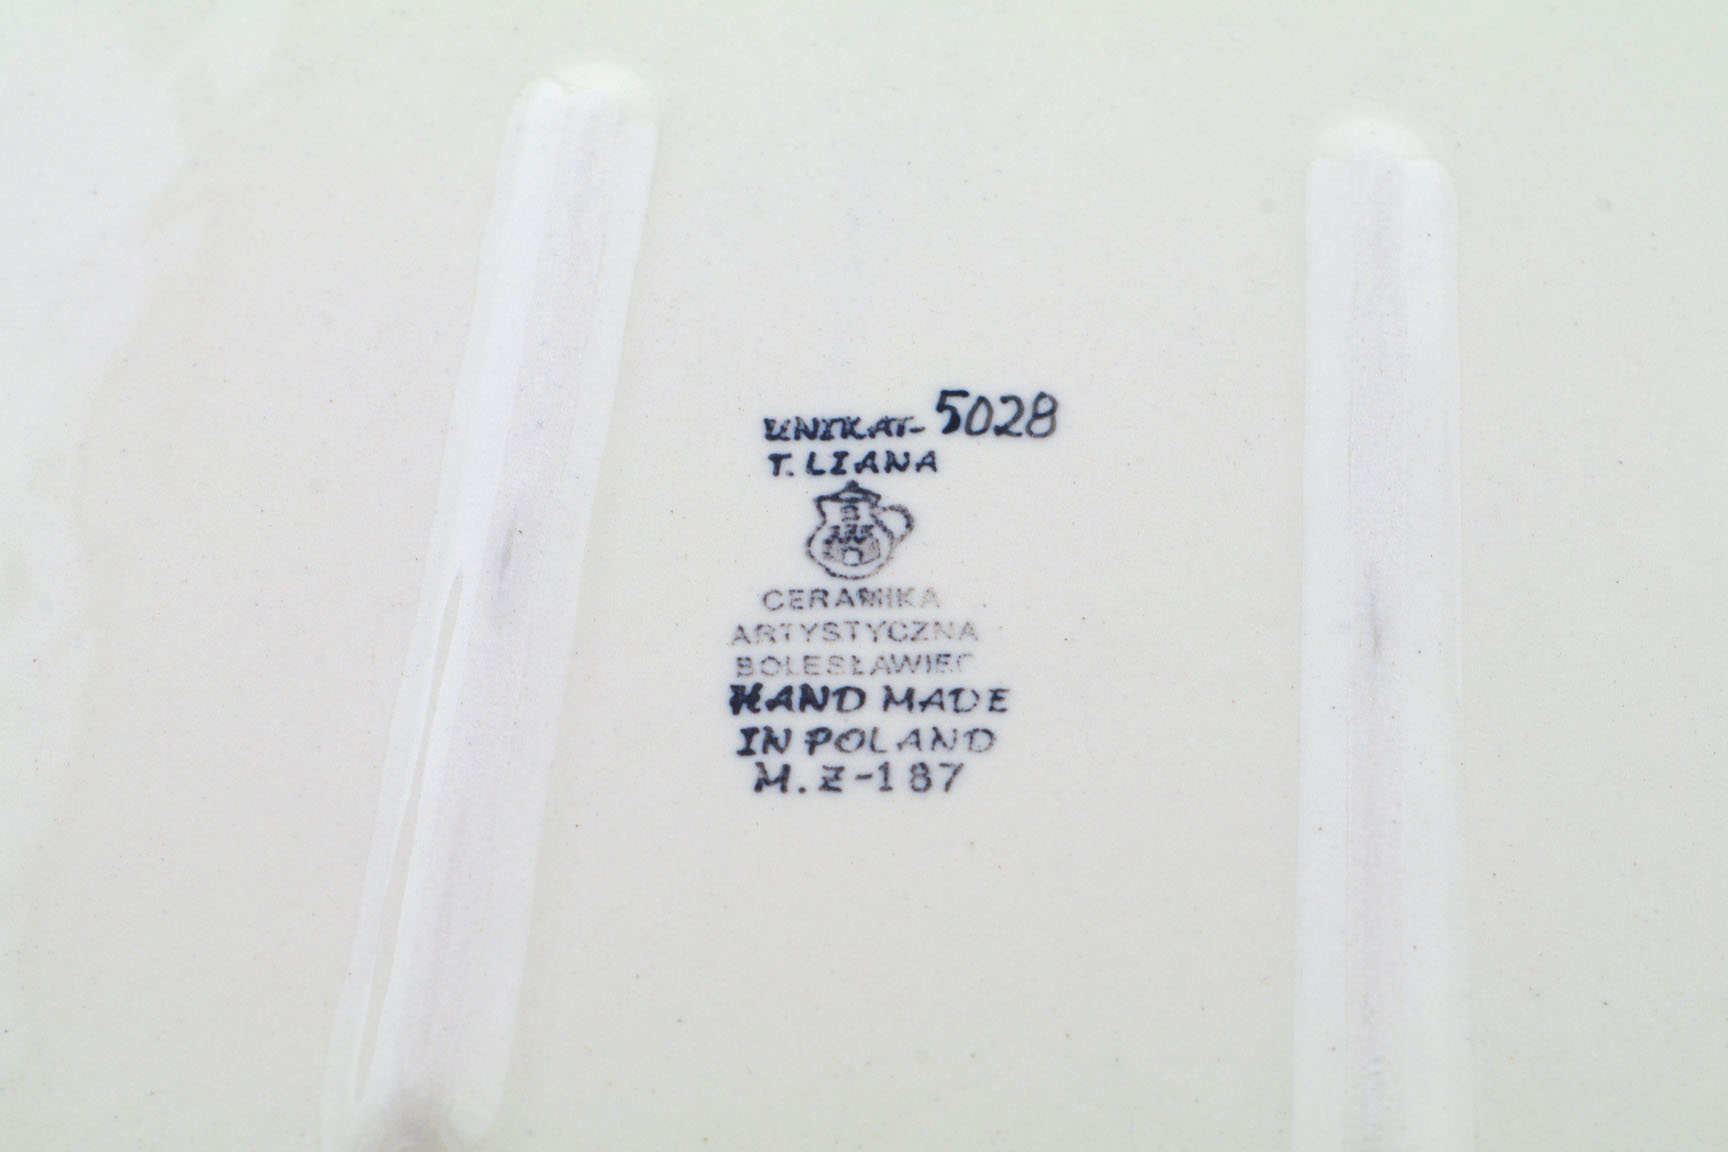 UNIKAT- 5028
T. LIANA
CERAMIKA
ARTYSTYCZNA
BOLESŁAWIEC
HAND MADE
IN POLAND
M. Z-187